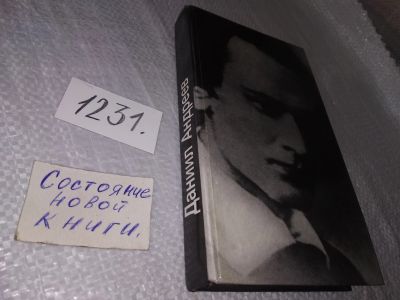 1231.
Состояние
новой
книги.
Даниил Андреев